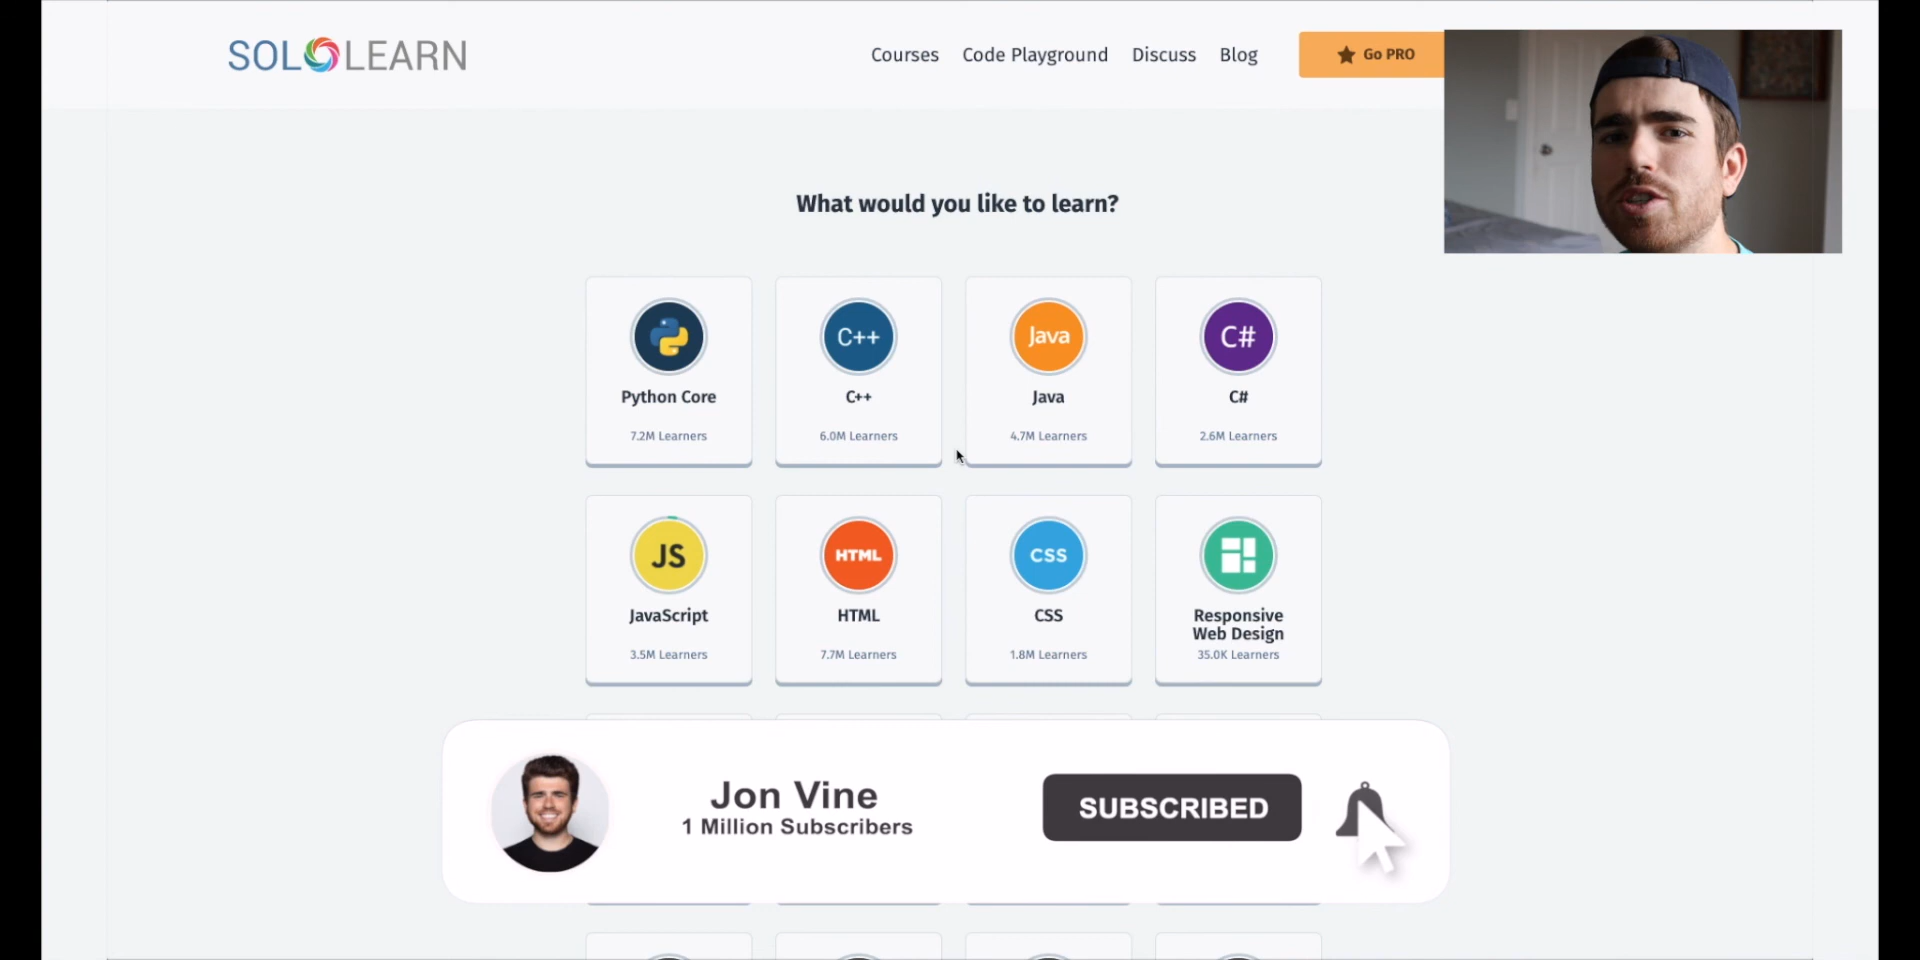 SOLOLEARN
Courses Code Playground Discuss Blog Go PRO
What would you like to learn?
C++ Java C#
Python Core C++ Java C#
7.2M Learners 6.0M Learners 4.7M Learners 2.6M Learners
JS HTML CSS
JavaScript HTML CSS Responsive
Web Design
3.5M Learners 7.7M Learners 1.8M Learners 35.0K Learners
Jon Vine
1 Million Subscribers
SUBSCRIBED